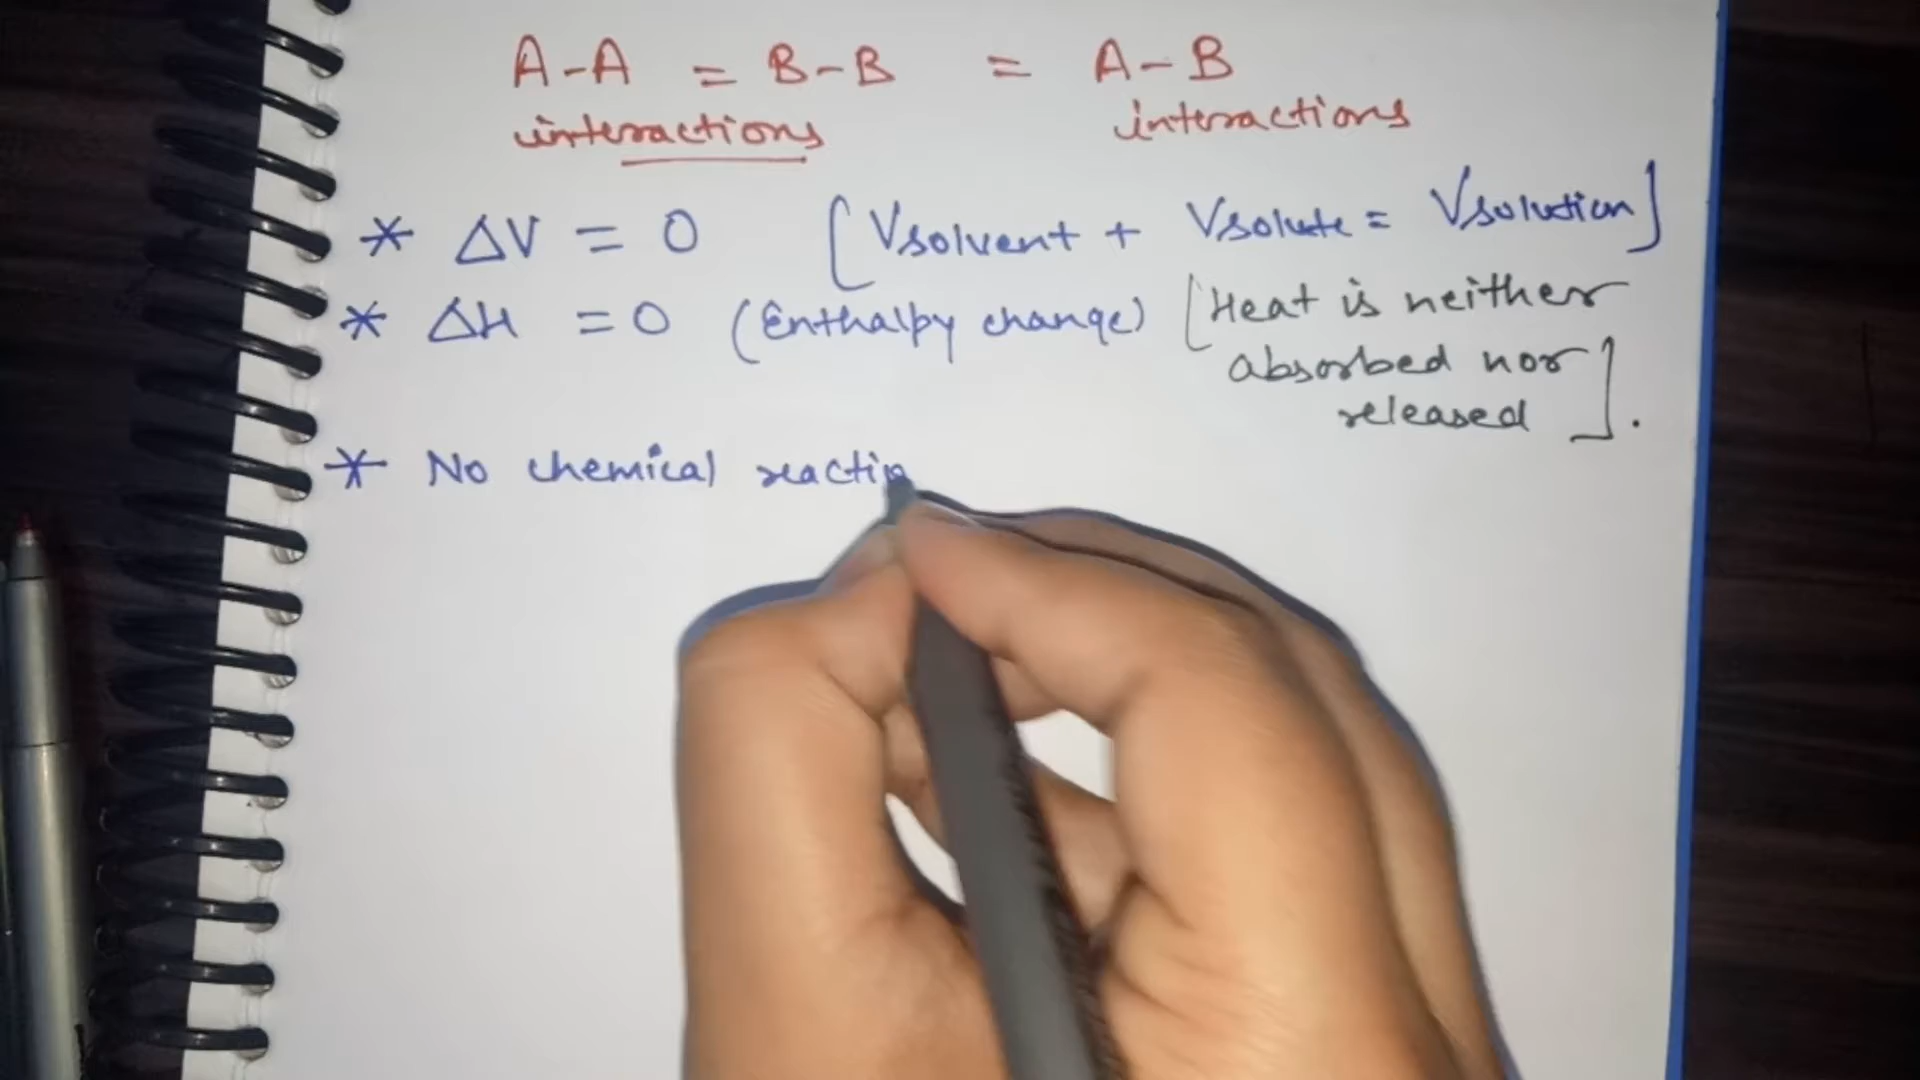 A-A = B-B = A-B
interactions interactions
* ΔV = 0 [Vsolvent + Vsolute = Vsolution]
* ΔH = 0 (Enthalpy change) [Heat is neither
absorbed nor
released].
* No chemical reactio